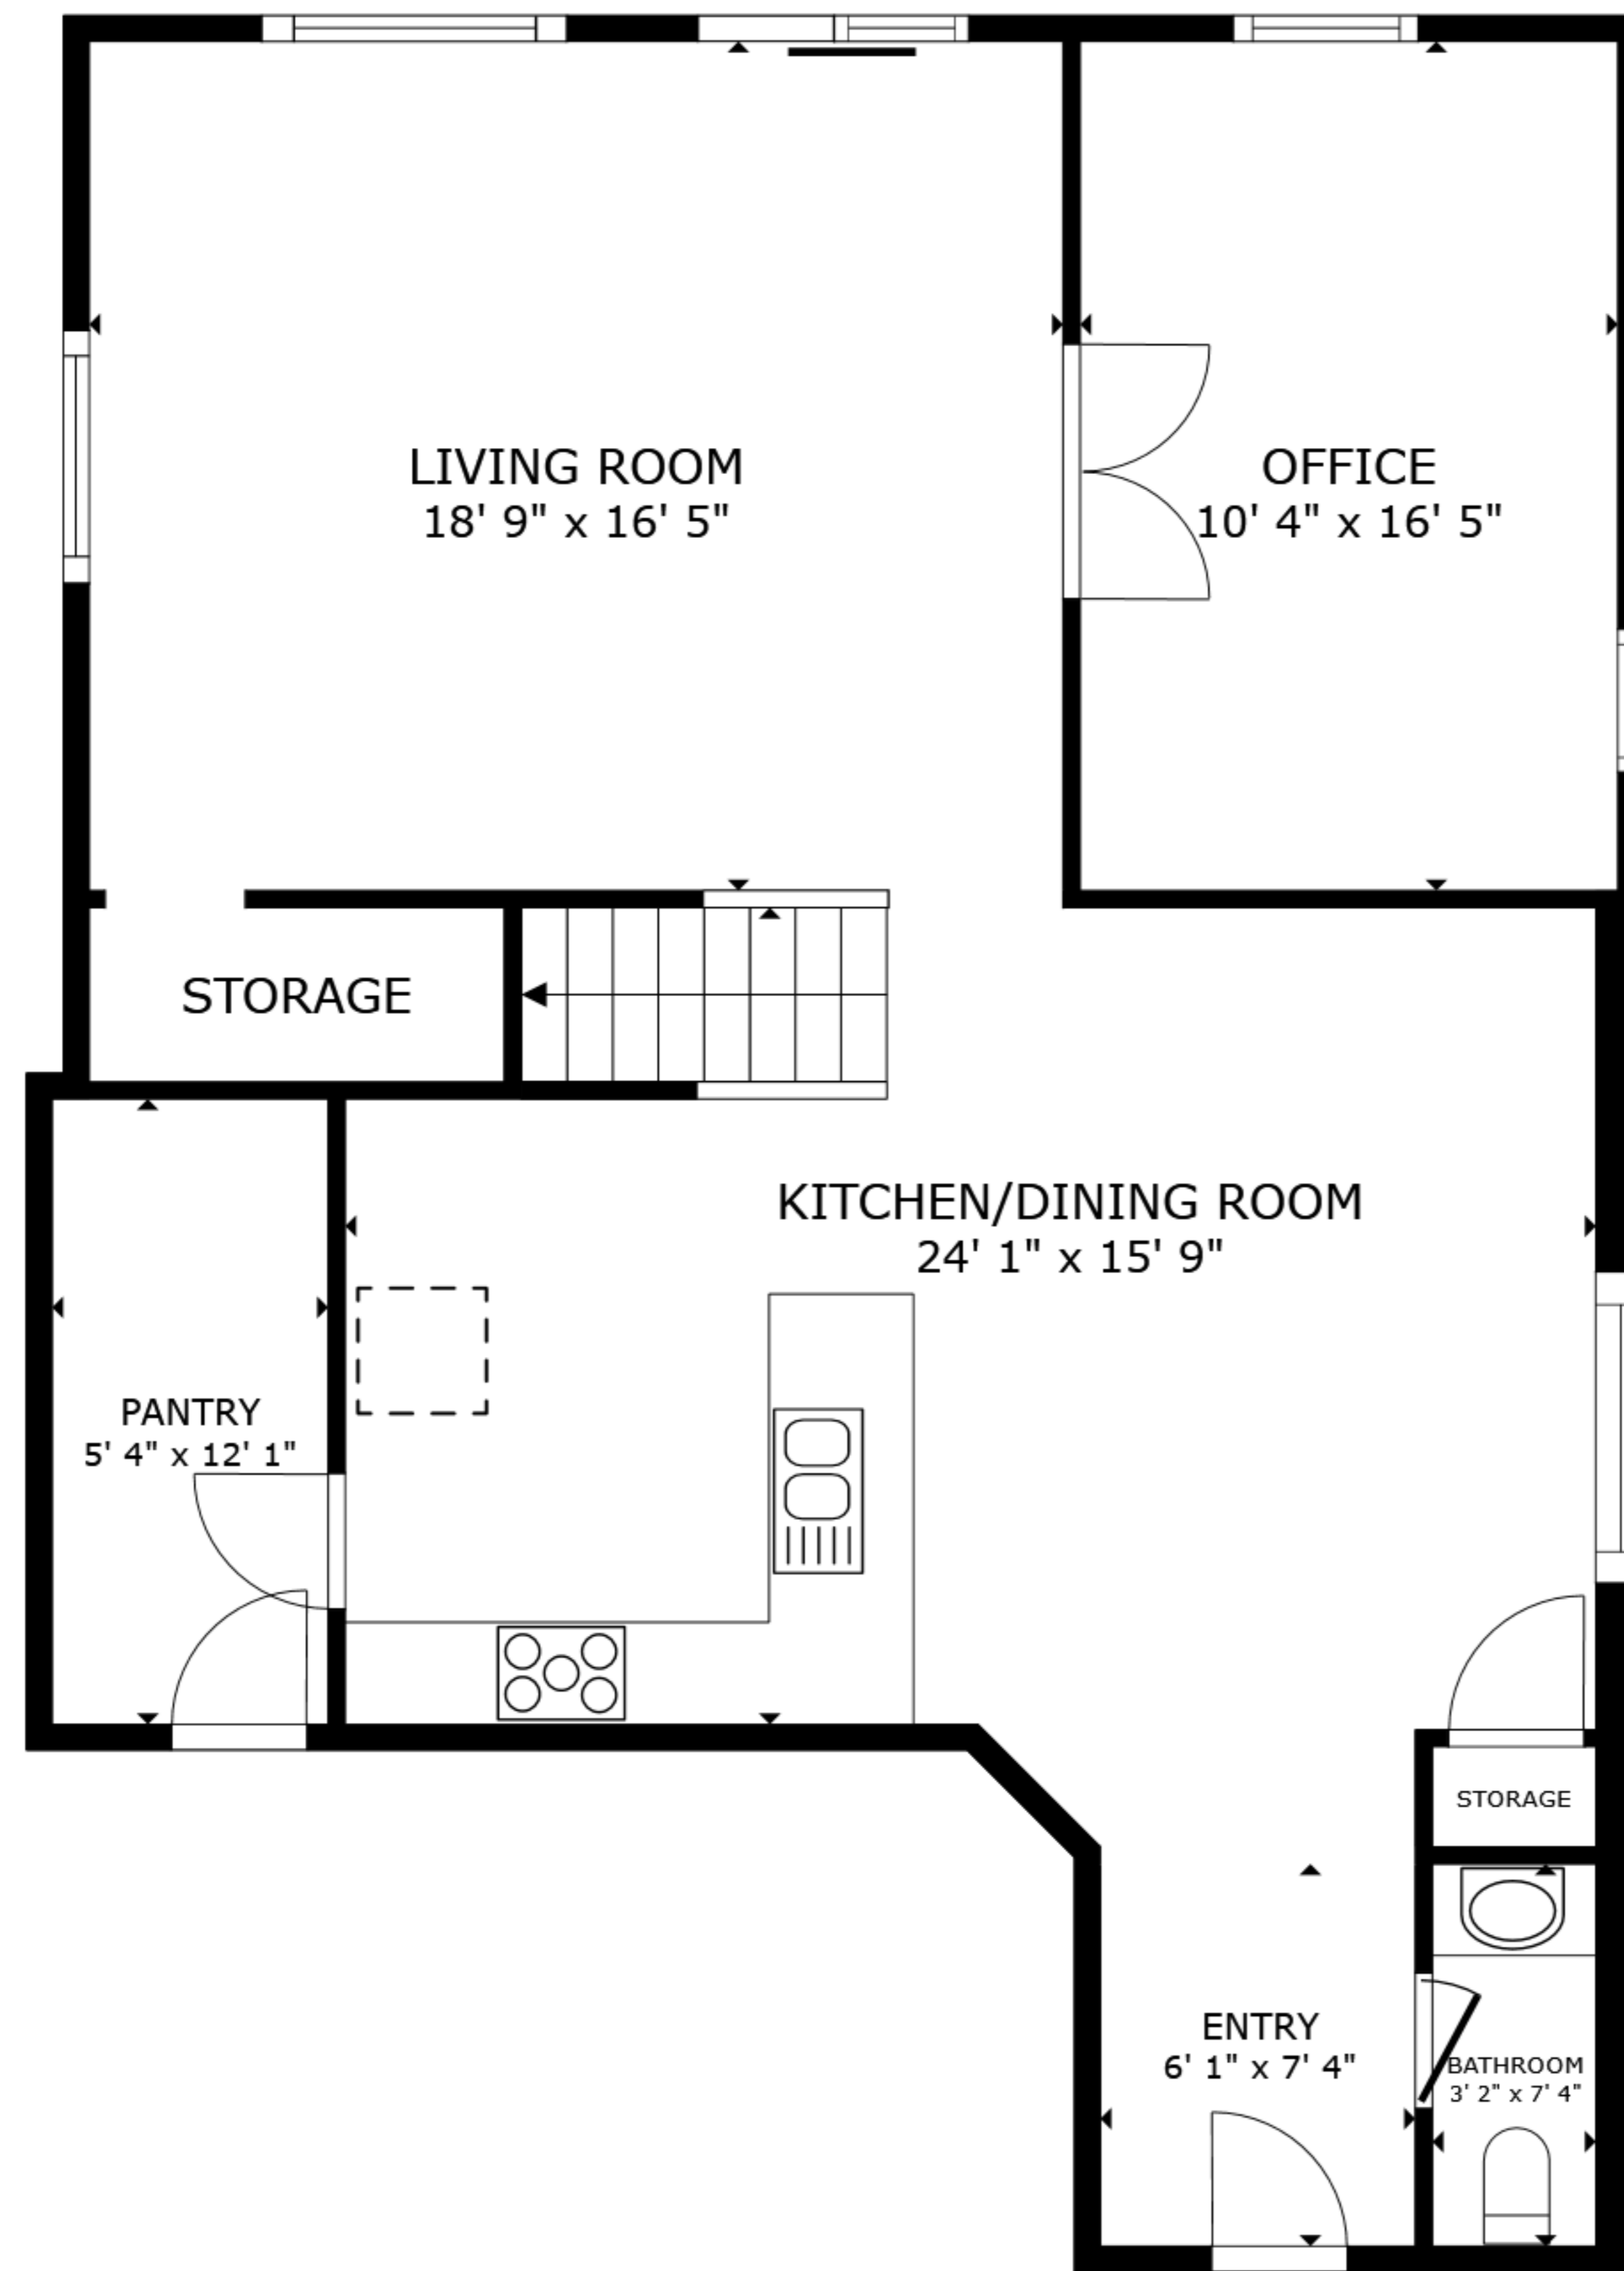 LIVING ROOM
18' 9" x 16' 5"
OFFICE
10' 4" x 16' 5"
STORAGE
KITCHEN/DINING ROOM
24' 1" x 15' 9"
PANTRY
5' 4" x 12' 1"
STORAGE
ENTRY
6' 1" x 7' 4"
BATHROOM
3' 2" x 7' 4"